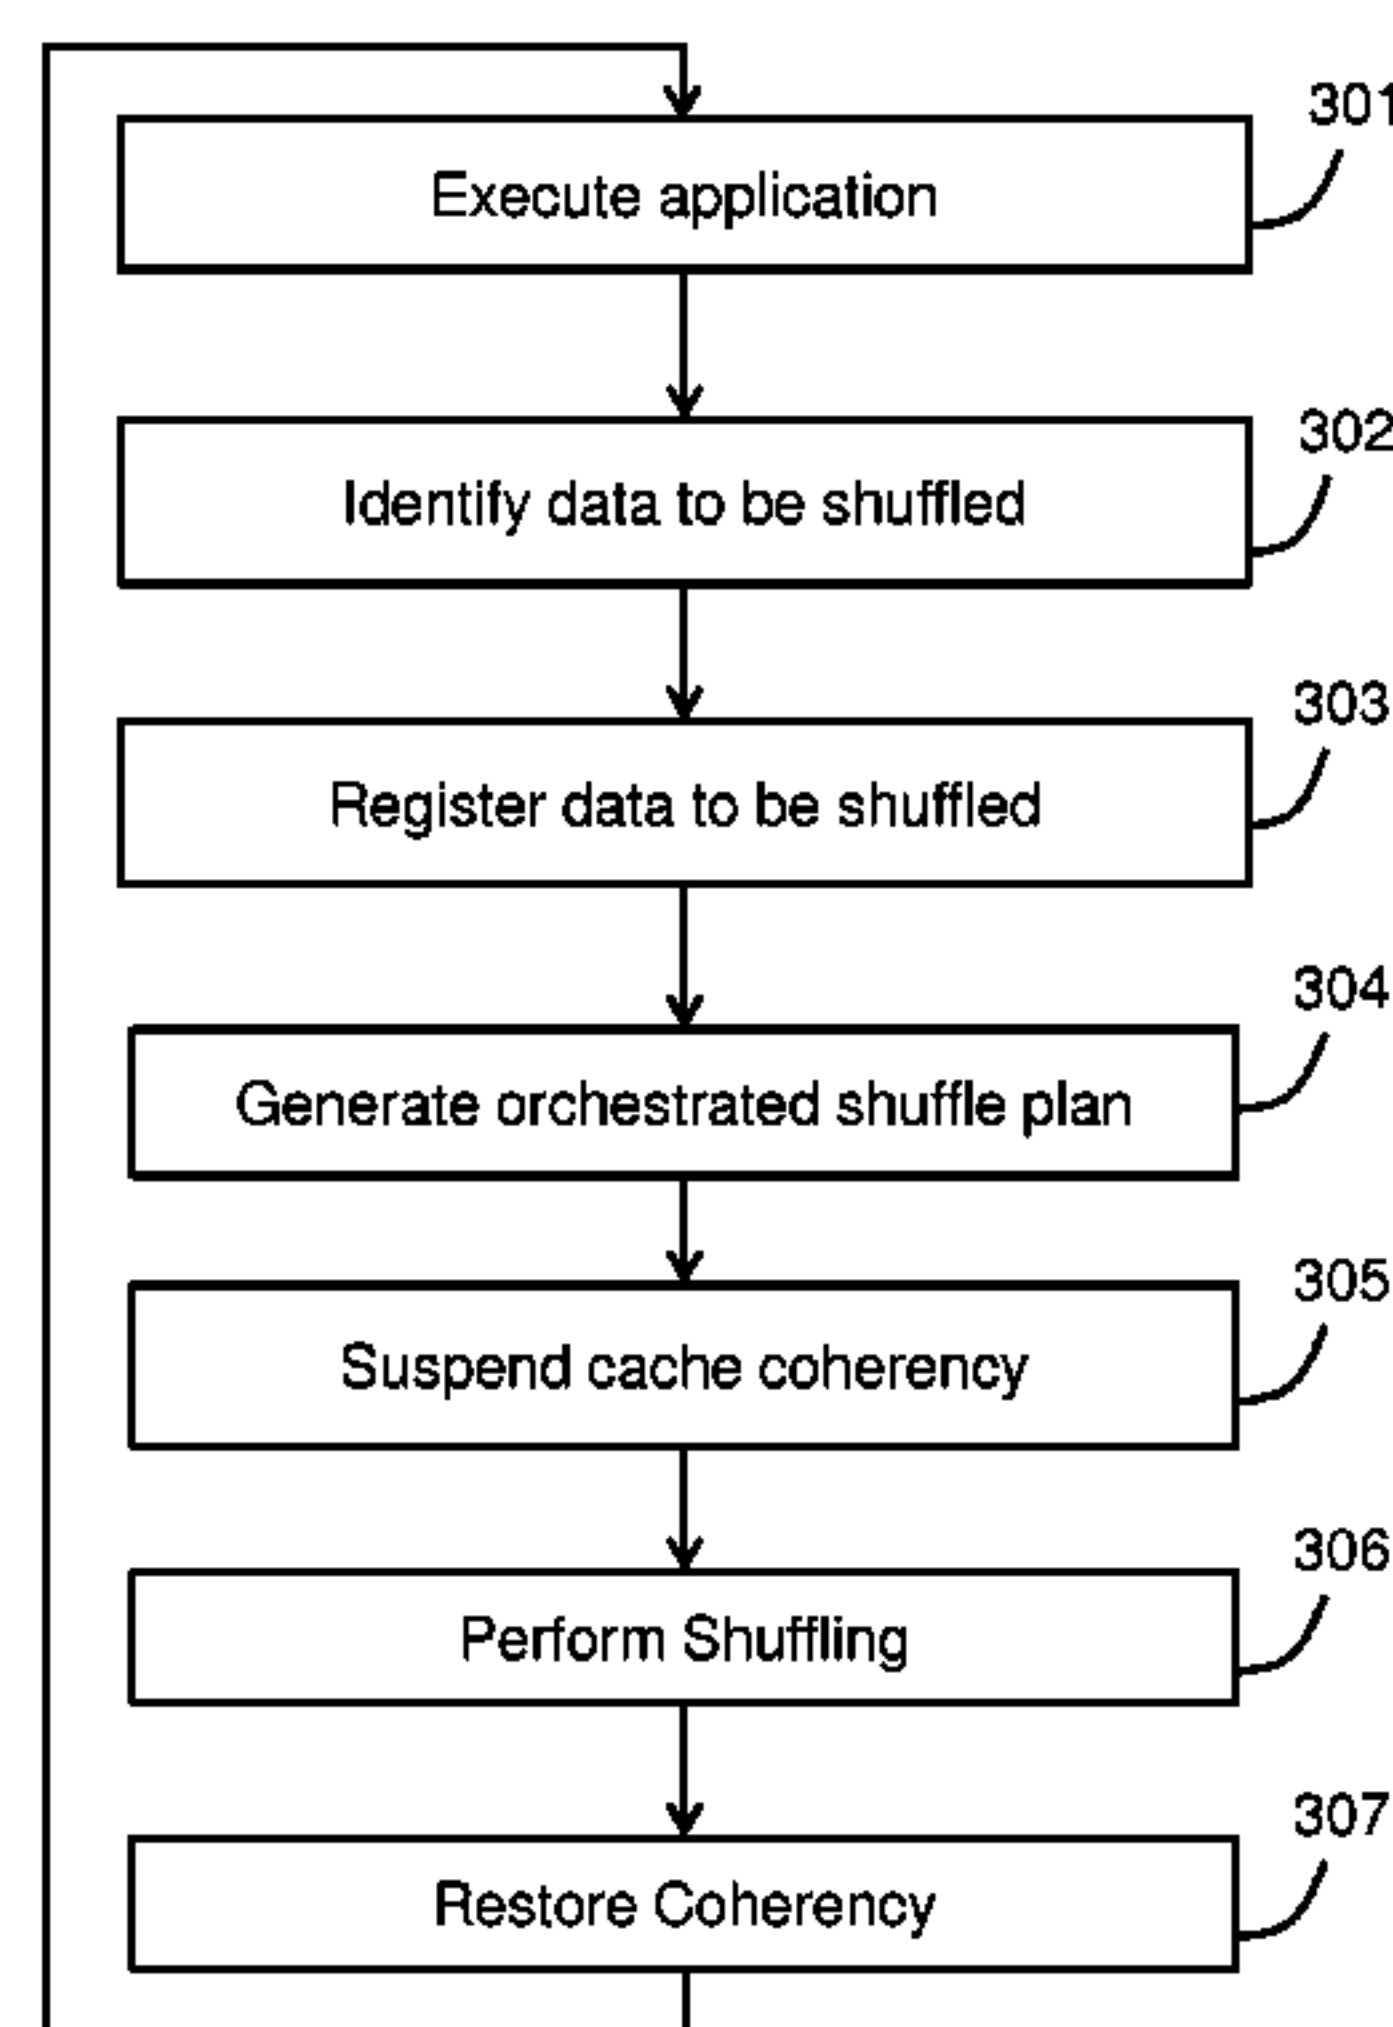 301
Execute application
302
Identify data to be shuffled
303
Register data to be shuffled
304
Generate orchestrated shuffle plan
305
Suspend cache coherency
306
Perform Shuffling
307
Restore Coherency